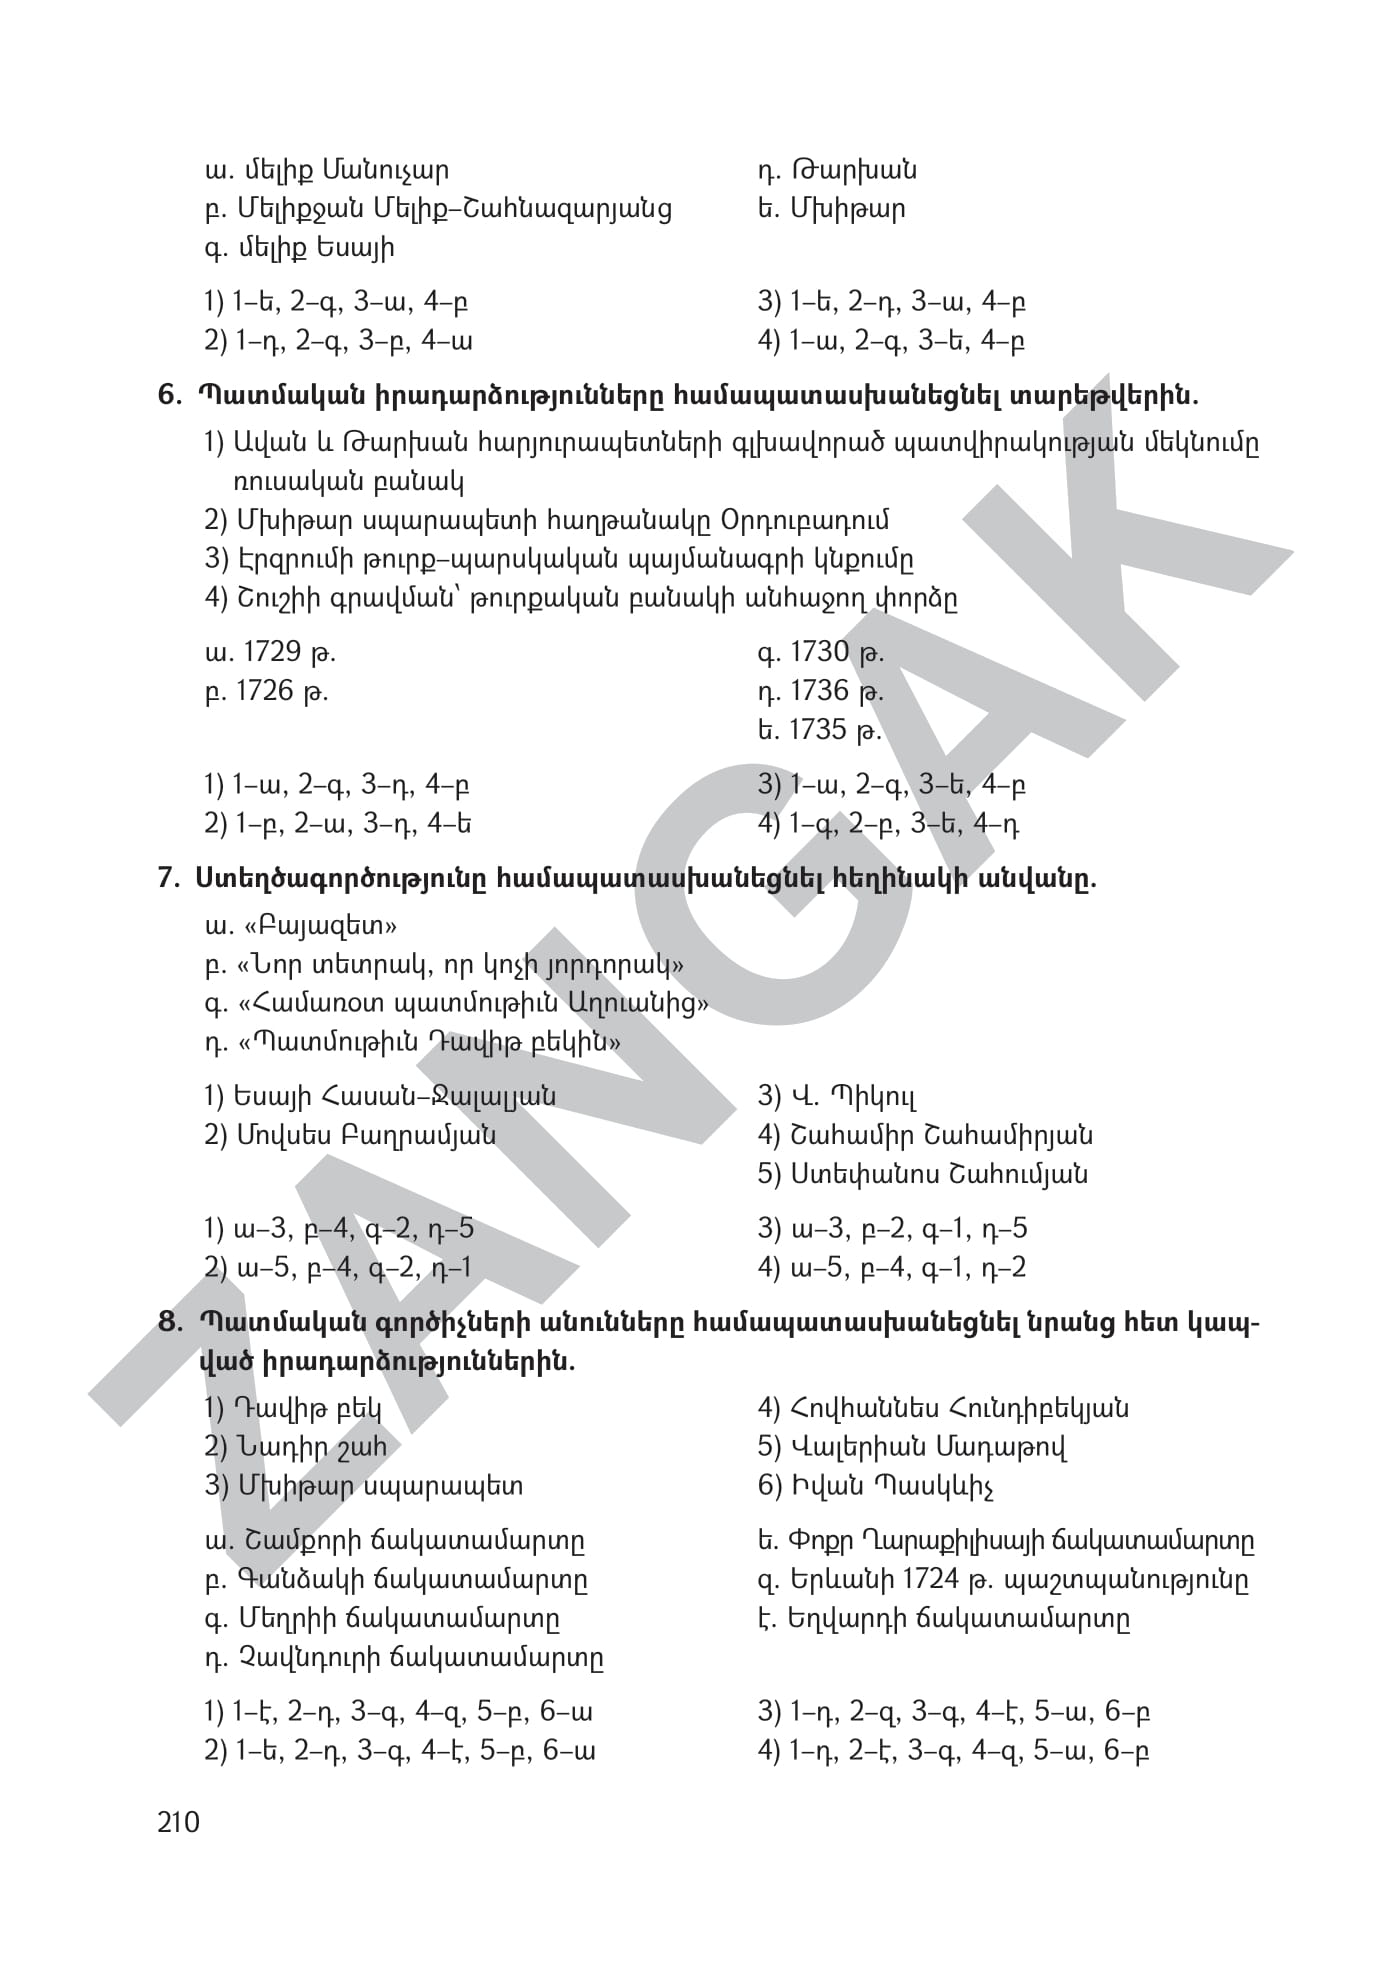 ա. մելիք Մանուչար
բ. Մելիքջան Մելիք–Շահնազարյանց
գ. մելիք Եսայի
դ. Թարխան
ե. Մխիթար
1) 1–ե, 2–գ, 3–ա, 4–բ
2) 1–դ, 2–գ, 3–բ, 4–ա
3) 1–ե, 2–դ, 3–ա, 4–բ
4) 1–ա, 2–գ, 3–ե, 4–բ
6. Պատմական իրադարձությունները համապատասխանեցնել տարեթվերին.
1) Ավան և Թարխան հարյուրապետների գլխավորած պատվիրակության մեկնումը
ռուսական բանակ
2) Մխիթար սպարապետի հաղթանակը Օրդուբադում
3) Էրզրումի թուրք–պարսկական պայմանագրի կնքումը
4) Շուշիի գրավման՝ թուրքական բանակի անհաջող փորձը
ա. 1729 թ.
բ. 1726 թ.
գ. 1730 թ.
դ. 1736 թ.
ե. 1735 թ.
1) 1–ա, 2–գ, 3–դ, 4–բ
2) 1–բ, 2–ա, 3–դ, 4–ե
3) 1–ա, 2–գ, 3–ե, 4–բ
4) 1–գ, 2–բ, 3–ե, 4–դ
7. Ստեղծագործությունը համապատասխանեցնել հեղինակի անվանը.
ա. «Բայազետ»
բ. «Նոր տետրակ, որ կոչի յորդորակ»
գ. «Համառօտ պատմութիւն Աղուանից»
դ. «Պատմութիւն Դավիթ բեկին»
1) Եսայի Հասան–Ջալալյան
2) Մովսես Բաղրամյան
3) Վ. Պիկուլ
4) Շահամիր Շահամիրյան
5) Ստեփանոս Շահումյան
1) ա–3, բ–4, գ–2, դ–5
2) ա–5, բ–4, գ–2, դ–1
3) ա–3, բ–2, գ–1, դ–5
4) ա–5, բ–4, գ–1, դ–2
8. Պատմական գործիչների անունները համապատասխանեցնել նրանց հետ կապ-
ված իրադարձություններին.
1) Դավիթ բեկ
2) Նադիր շահ
3) Մխիթար սպարապետ
4) Հովհաննես Հունդիբեկյան
5) Վալերիան Մադաթով
6) Իվան Պասկևիչ
ա. Շամքորի ճակատամարտը
բ. Գանձակի ճակատամարտը
գ. Մեղրիի ճակատամարտը
դ. Չավնդուրի ճակատամարտը
ե. Փոքր Ղարաքիլիսայի ճակատամարտը
զ. Երևանի 1724 թ. պաշտպանությունը
է. Եղվարդի ճակատամարտը
1) 1–է, 2–դ, 3–գ, 4–զ, 5–բ, 6–ա
2) 1–ե, 2–դ, 3–գ, 4–է, 5–բ, 6–ա
3) 1–դ, 2–զ, 3–գ, 4–է, 5–ա, 6–բ
4) 1–դ, 2–է, 3–գ, 4–զ, 5–ա, 6–բ
210
ZANGAK